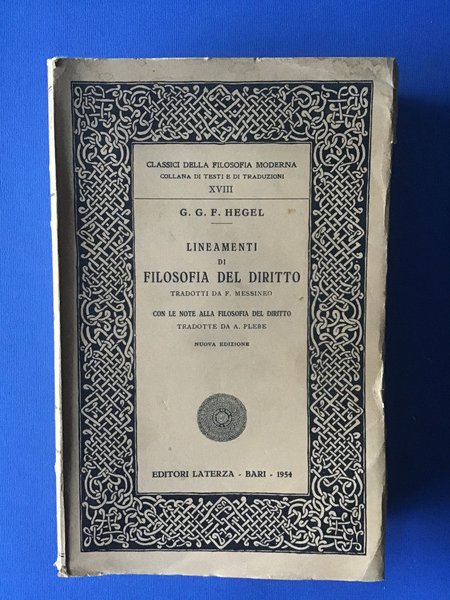 CLASSICI DELLA FILOSOFIA MODERNA
COLLANA DI TESTI E DI TRADUZIONI
XVIII
G. G. F. HEGEL
LINEAMENTI
DI
FILOSOFIA DEL DIRITTO
TRADOTTI DA F. MESSINEO
CON LE NOTE ALLA FILOSOFIA DEL DIRITTO
TRADOTTE DA A. PLEBE
NUOVA EDIZIONE
EDITORI LATERZA - BARI - 1954